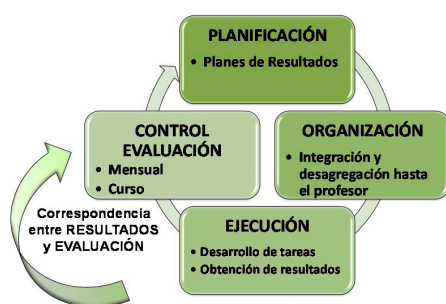 PLANIFICACIÓN
• Planes de Resultados
CONTROL
EVALUACIÓN
• Mensual
• Curso
ORGANIZACIÓN
• Integración y
desagregación hasta
el profesor
Correspondencia
entre RESULTADOS
y EVALUACIÓN
EJECUCIÓN
• Desarrollo de tareas
• Obtención de resultados